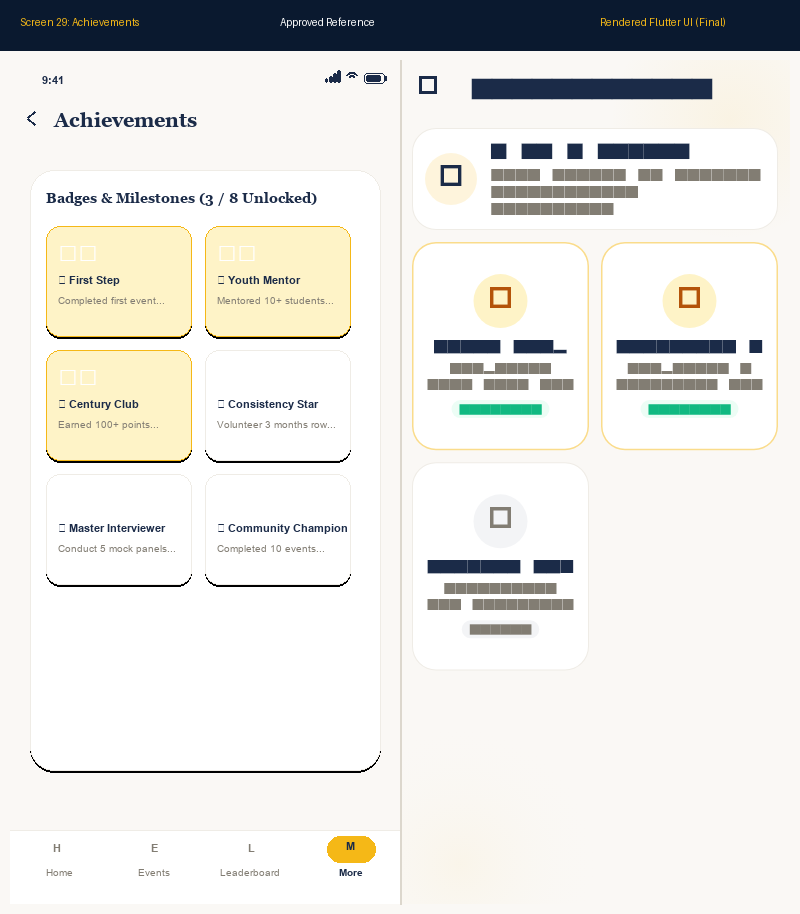 Screen 29: Achievements
Approved Reference
Rendered Flutter UI (Final)
9:41
Achievements
Badges & Milestones (3 / 8 Unlocked)
First Step
Completed first event...
Youth Mentor
Mentored 10+ students...
Century Club
Earned 100+ points...
Consistency Star
Volunteer 3 months row...
Master Interviewer
Conduct 5 mock panels...
Community Champion
Completed 10 events...
H
E
L
M
Home
Events
Leaderboard
More